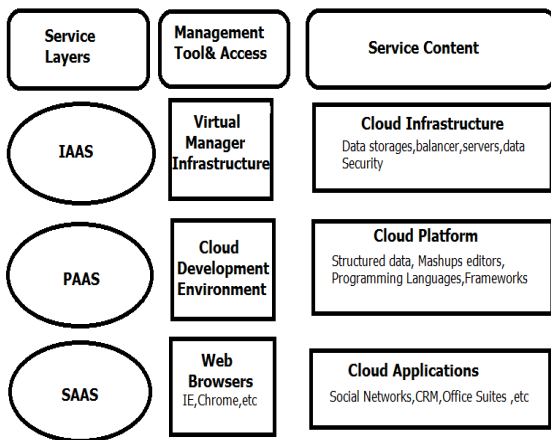 Service
Layers
Management
Tool& Access
Service Content
IAAS
Virtual
Manager
Infrastructure
Cloud Infrastructure
Data storages,balancer,servers,data
Security
PAAS
Cloud
Development
Environment
Cloud Platform
Structured data, Mashups editors,
Programming Languages,Frameworks
SAAS
Web
Browsers
IE,Chrome,etc
Cloud Applications
Social Networks,CRM,Office Suites ,etc